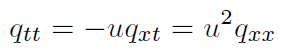 q_{tt} = -uq_{xt} = u^2 q_{xx}